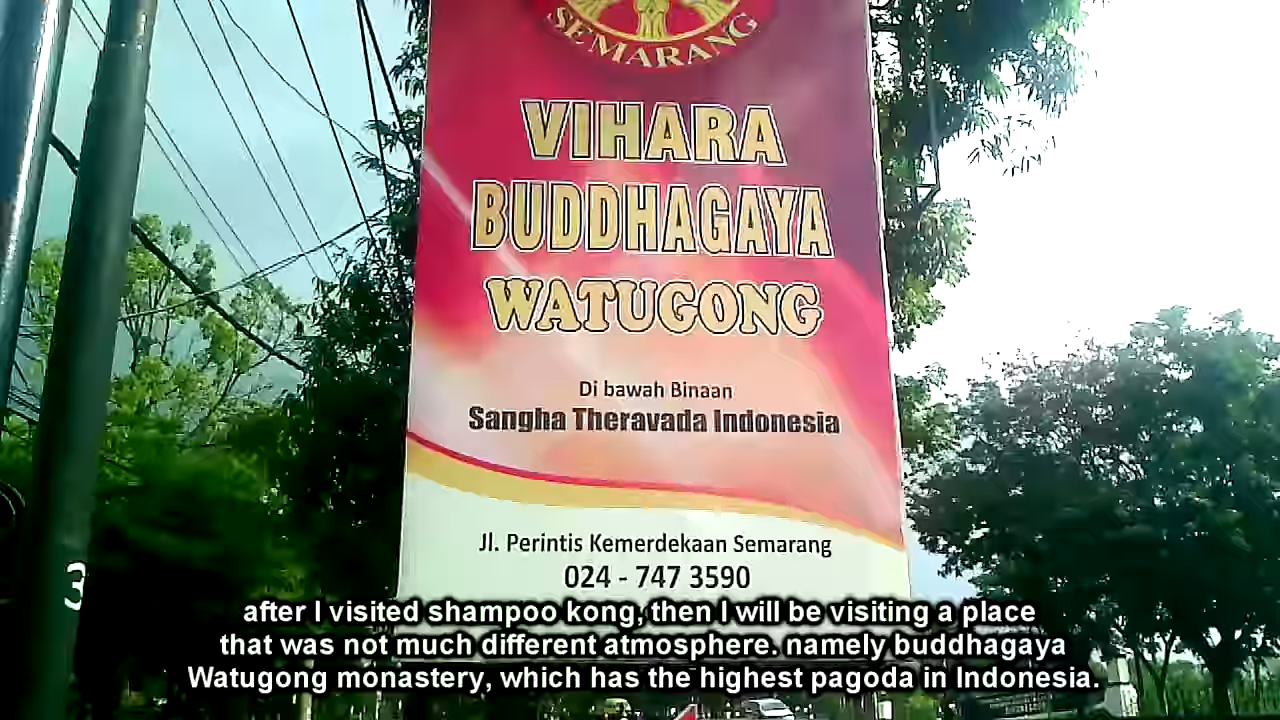 SEMARANG
VIHARA
BUDDHAGAYA
WATUGONG
Di bawah Binaan
Sangha Theravada Indonesia
Jl. Perintis Kemerdekaan Semarang
024 - 747 3590
3
after I visited shampoo kong, then I will be visiting a place
that was not much different atmosphere. namely buddhagaya
Watugong monastery, which has the highest pagoda in Indonesia.